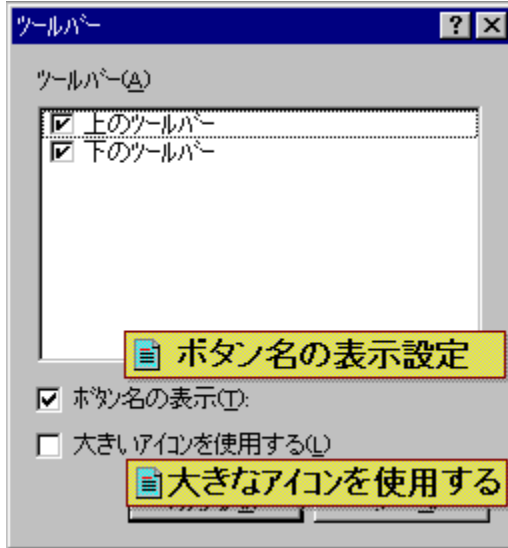 ツールバー
ツールバー(A)
上のツールバー
下のツールバー
ボタン名の表示設定
ボタン名の表示(T):
大きいアイコンを使用する(L)
大きなアイコンを使用する